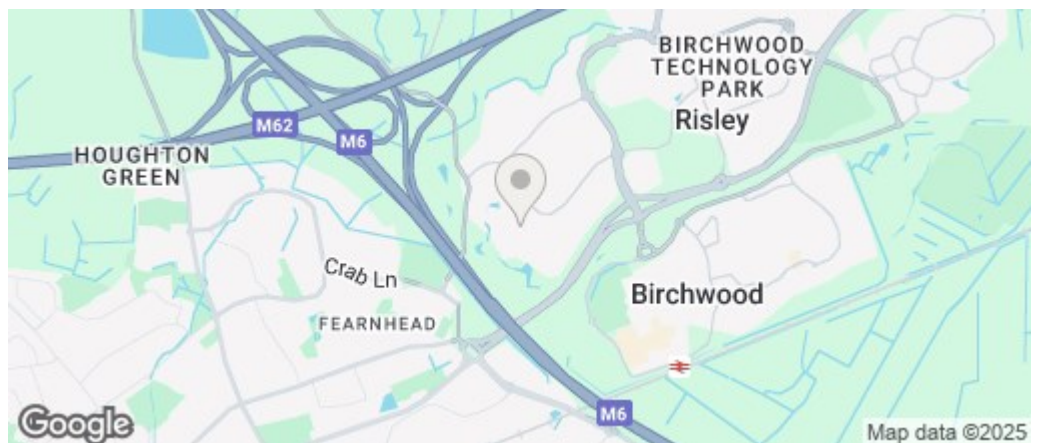 BIRCHWOOD
TECHNOLOGY
PARK
Risley
M62
M6
HOUGHTON
GREEN
Crab Ln
Birchwood
FEARNHEAD
M6
Google
Map data ©2025